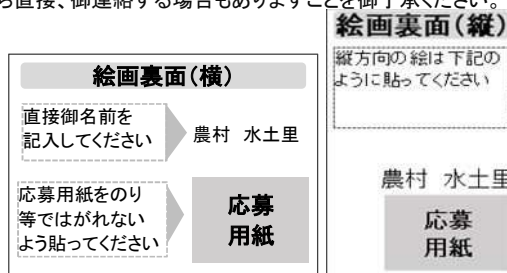 直接、御連絡する場合もありますことを御了承ください。
絵画裏面(横)
直接御名前を
記入してください
農村 水土里
応募用紙をのり
等ではがれない
よう貼ってください
応募
用紙
絵画裏面(縦)
縦方向の絵は下記の
ように貼ってください
農村 水土里
応募
用紙